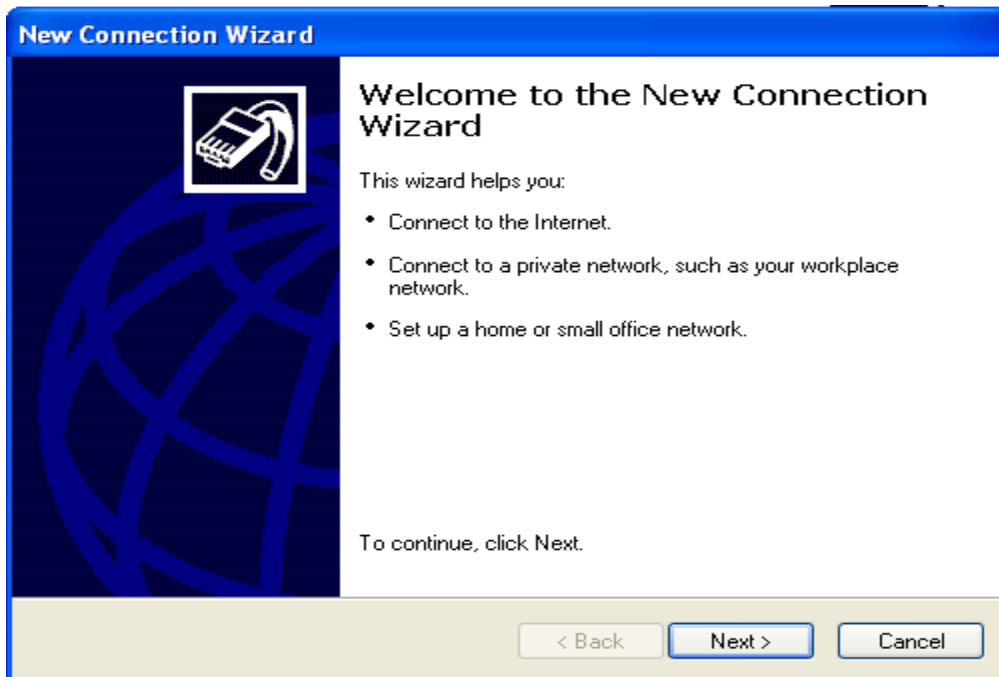 New Connection Wizard
Welcome to the New Connection
Wizard
This wizard helps you:
• Connect to the Internet.
• Connect to a private network, such as your workplace
network.
• Set up a home or small office network.
To continue, click Next.
< Back Next > Cancel